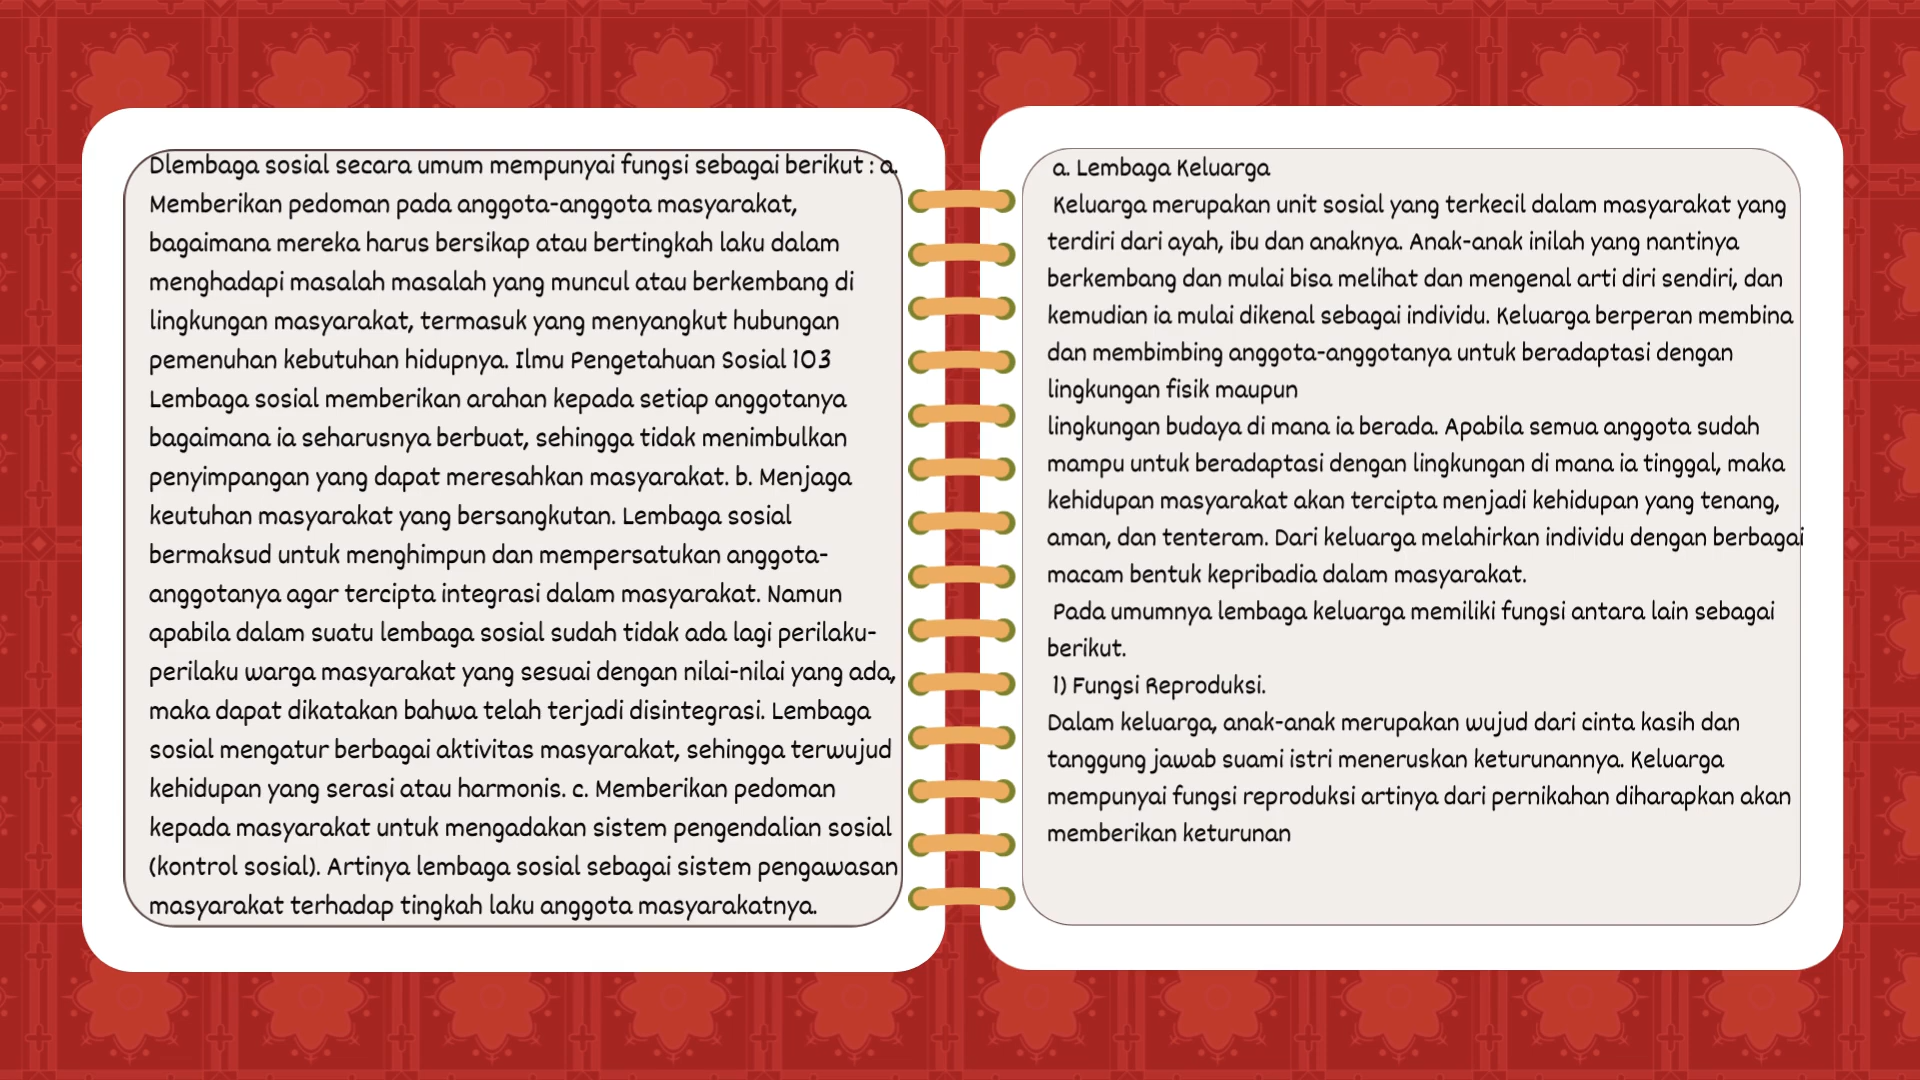 Dlembaga sosial secara umum mempunyai fungsi sebagai berikut : a.
Memberikan pedoman pada anggota-anggota masyarakat,
bagaimana mereka harus bersikap atau bertingkah laku dalam
menghadapi masalah masalah yang muncul atau berkembang di
lingkungan masyarakat, termasuk yang menyangkut hubungan
pemenuhan kebutuhan hidupnya. Ilmu Pengetahuan Sosial 103
Lembaga sosial memberikan arahan kepada setiap anggotanya
bagaimana ia seharusnya berbuat, sehingga tidak menimbulkan
penyimpangan yang dapat meresahkan masyarakat. b. Menjaga
keutuhan masyarakat yang bersangkutan. Lembaga sosial
bermaksud untuk menghimpun dan mempersatukan anggota-
anggotanya agar tercipta integrasi dalam masyarakat. Namun
apabila dalam suatu lembaga sosial sudah tidak ada lagi perilaku-
perilaku warga masyarakat yang sesuai dengan nilai-nilai yang ada,
maka dapat dikatakan bahwa telah terjadi disintegrasi. Lembaga
sosial mengatur berbagai aktivitas masyarakat, sehingga terwujud
kehidupan yang serasi atau harmonis. c. Memberikan pedoman
kepada masyarakat untuk mengadakan sistem pengendalian sosial
(kontrol sosial). Artinya lembaga sosial sebagai sistem pengawasan
masyarakat terhadap tingkah laku anggota masyarakatnya.
a. Lembaga Keluarga
Keluarga merupakan unit sosial yang terkecil dalam masyarakat yang
terdiri dari ayah, ibu dan anaknya. Anak-anak inilah yang nantinya
berkembang dan mulai bisa melihat dan mengenal arti diri sendiri, dan
kemudian ia mulai dikenal sebagai individu. Keluarga berperan membina
dan membimbing anggota-anggotanya untuk beradaptasi dengan
lingkungan fisik maupun
lingkungan budaya di mana ia berada. Apabila semua anggota sudah
mampu untuk beradaptasi dengan lingkungan di mana ia tinggal, maka
kehidupan masyarakat akan tercipta menjadi kehidupan yang tenang,
aman, dan tenteram. Dari keluarga melahirkan individu dengan berbagai
macam bentuk kepribadia dalam masyarakat.
Pada umumnya lembaga keluarga memiliki fungsi antara lain sebagai
berikut.
1) Fungsi Reproduksi.
Dalam keluarga, anak-anak merupakan wujud dari cinta kasih dan
tanggung jawab suami istri meneruskan keturunannya. Keluarga
mempunyai fungsi reproduksi artinya dari pernikahan diharapkan akan
memberikan keturunan